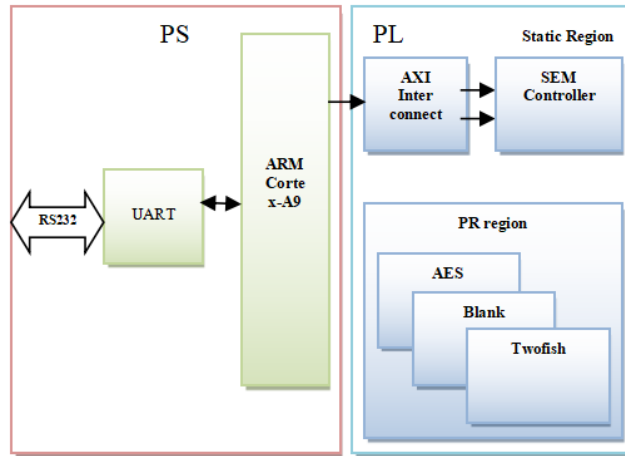 PS
PL
Static Region
AXI
Inter
connect
SEM
Controller
ARM
Corte
x-A9
RS232
UART
PR region
AES
Blank
Twofish